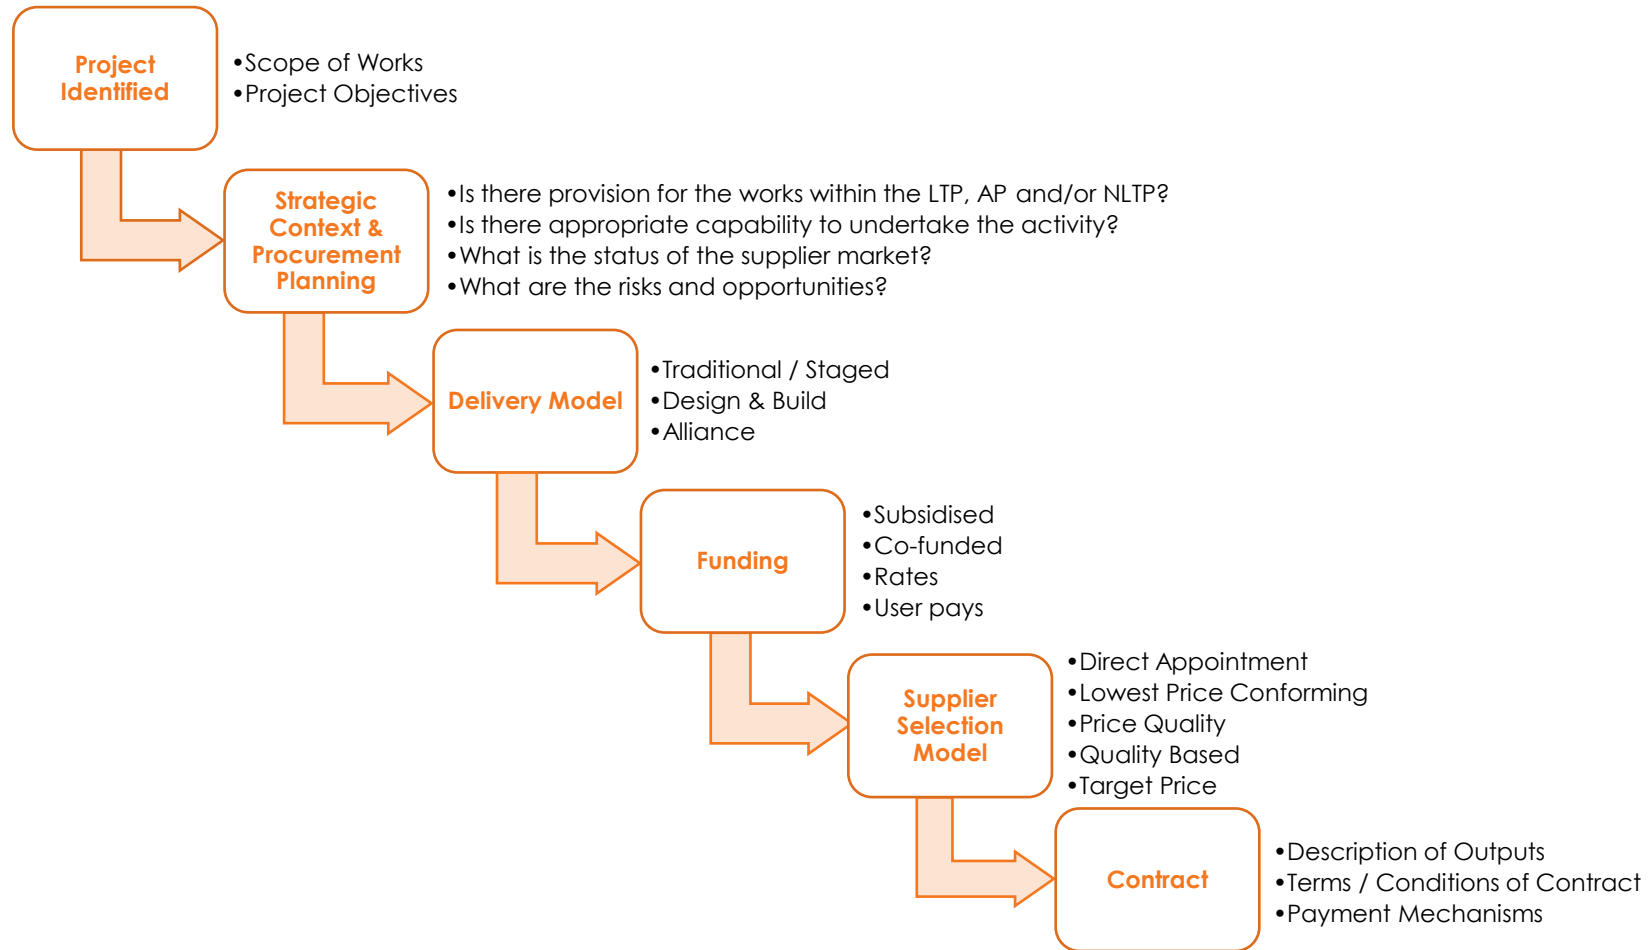 Project
Identified
•Scope of Works
•Project Objectives
Strategic
Context &
Procurement
Planning
•Is there provision for the works within the LTP, AP and/or NLTP?
•Is there appropriate capability to undertake the activity?
•What is the status of the supplier market?
•What are the risks and opportunities?
Delivery Model
•Traditional / Staged
•Design & Build
•Alliance
Funding
•Subsidised
•Co-funded
•Rates
•User pays
Supplier
Selection
Model
•Direct Appointment
•Lowest Price Conforming
•Price Quality
•Quality Based
•Target Price
Contract
•Description of Outputs
•Terms / Conditions of Contract
•Payment Mechanisms